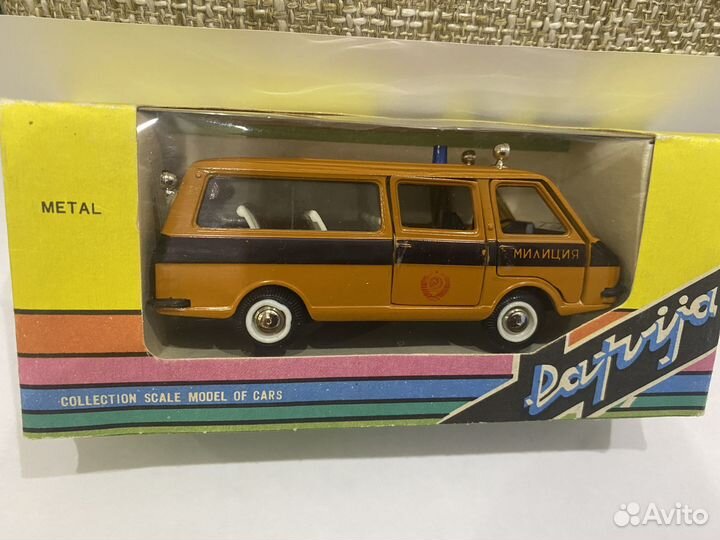 METAL
МИЛИЦИЯ
COLLECTION SCALE MODEL OF CARS
Latvija
Avito